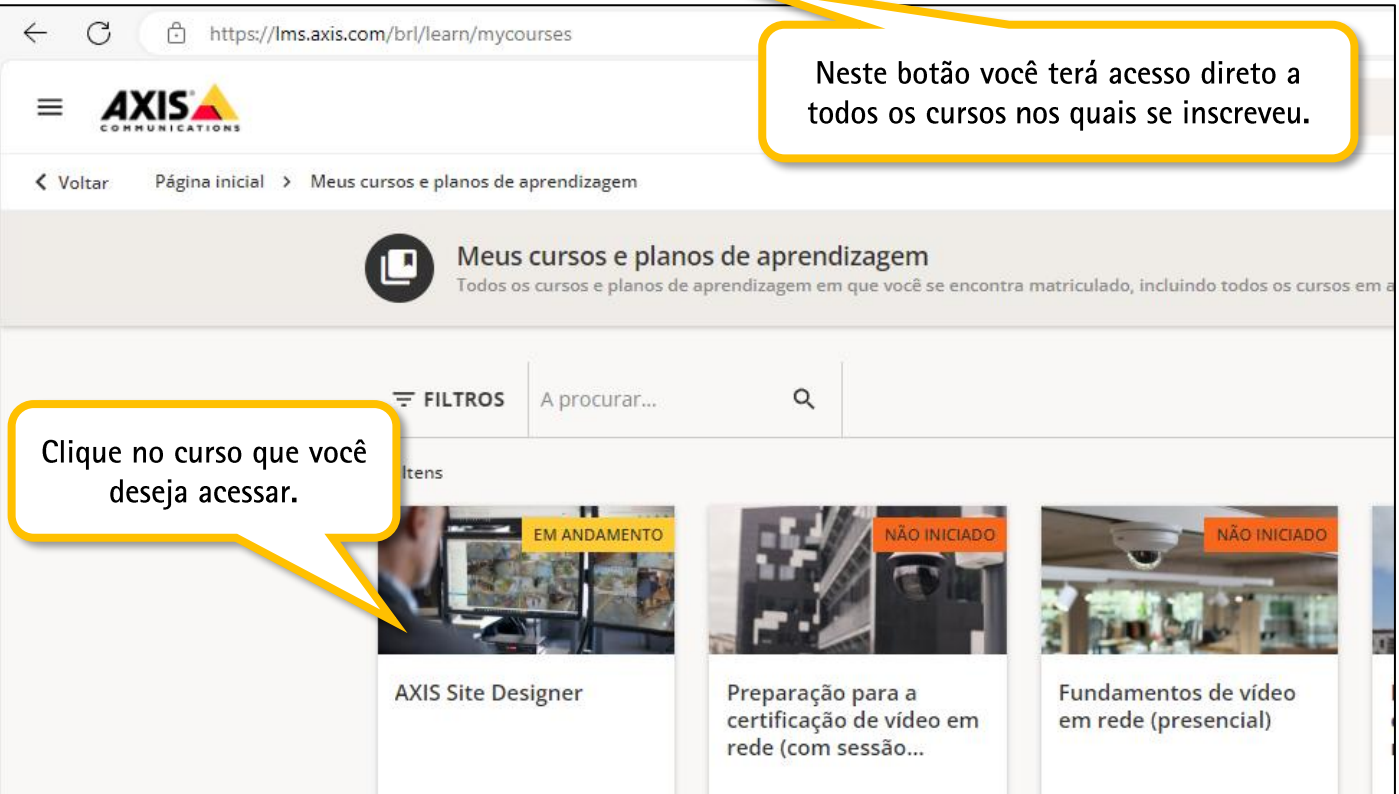 https://lms.axis.com/brl/learn/mycourses
Neste botão você terá acesso direto a
todos os cursos nos quais se inscreveu.
AXIS
COMMUNICATIONS
Voltar Página inicial > Meus cursos e planos de aprendizagem
Meus cursos e planos de aprendizagem
Todos os cursos e planos de aprendizagem em que você se encontra matriculado, incluindo todos os cursos em
FILTROS A procurar...
Clique no curso que você
deseja acessar.
Itens
EM ANDAMENTO
NÃO INICIADO
NÃO INICIADO
AXIS Site Designer
Preparação para a
certificação de vídeo em
rede (com sessão...
Fundamentos de vídeo
em rede (presencial)